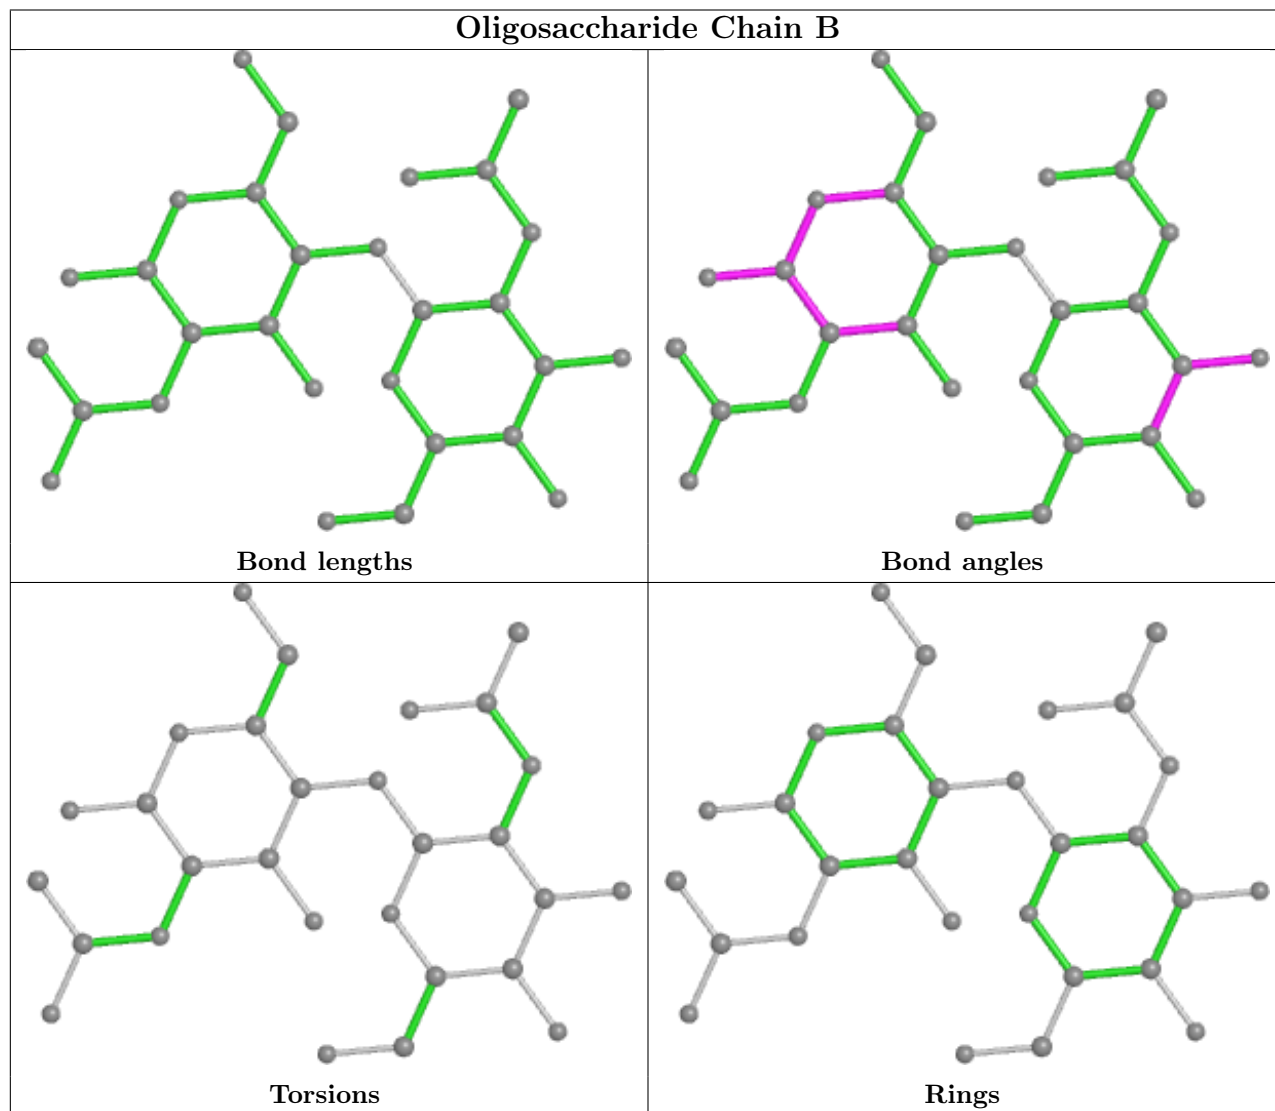 Oligosaccharide Chain B
Bond lengths
Bond angles
Torsions
Rings